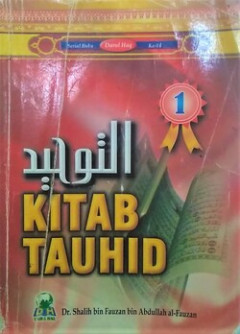 Darul Haq
1
التوحيد
KITAB
TAUHID
Dr. Shalih bin Fauzan bin Abdullah al-Fauzan